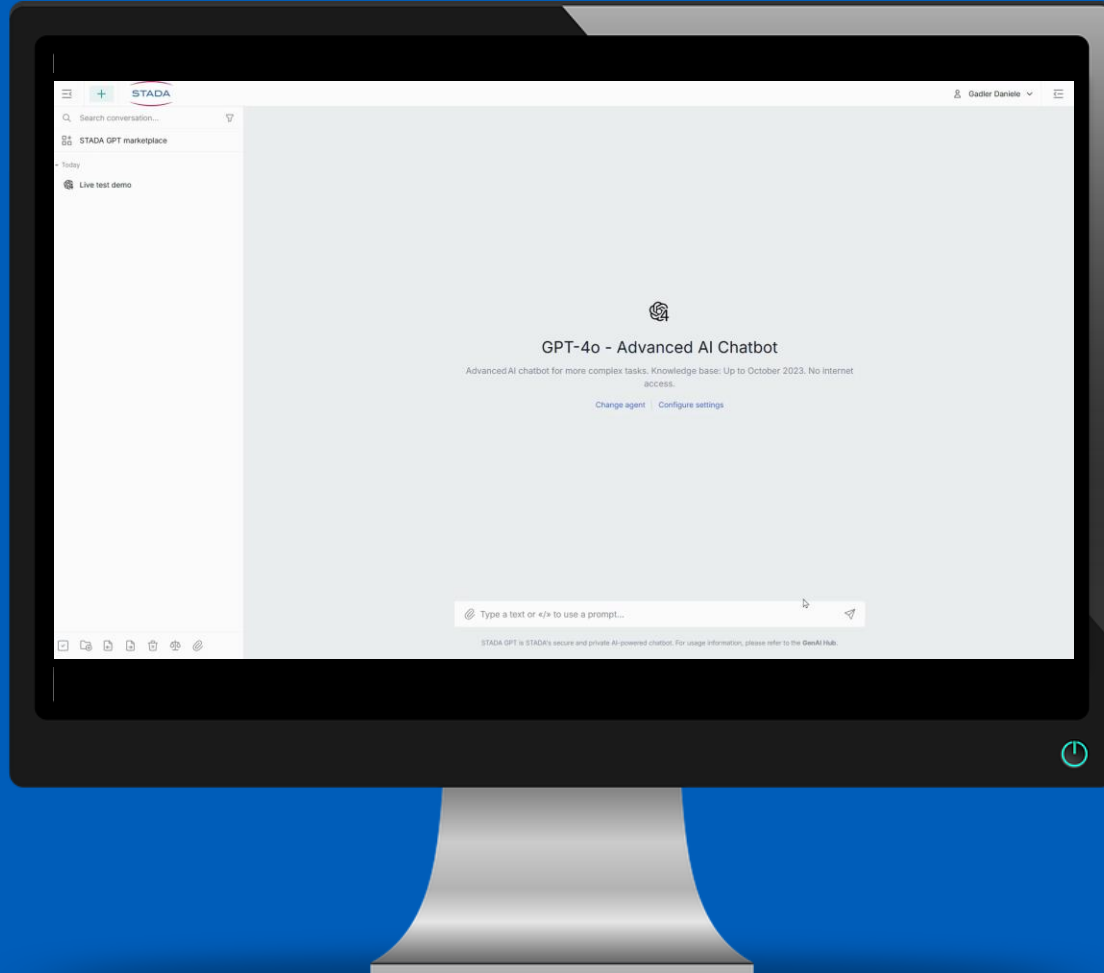 STADA
Gadler Daniele
Search conversation...
STADA GPT marketplace
Today
Live test demo
GPT-4o - Advanced AI Chatbot
Advanced AI chatbot for more complex tasks. Knowledge base: Up to October 2023. No internet
access.
Change agent | Configure settings
Type a text or «/» to use a prompt...
STADA GPT is STADA's secure and private AI-powered chatbot. For usage information, please refer to the GenAI Hub.